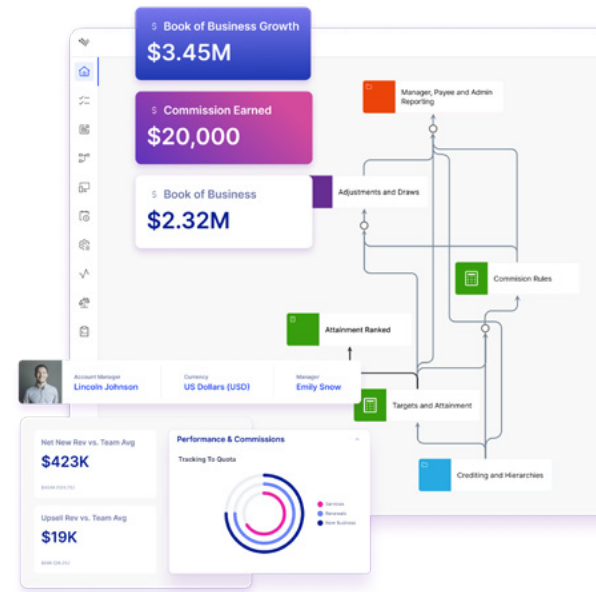 $ Book of Business Growth
$3.45M
$ Commission Earned
$20,000
$ Book of Business
$2.32M
Manager, Payee and Admin
Reporting
Adjustments and Draws
Commision Rules
Attainment Ranked
Targets and Attainment
Crediting and Hierarchies
Account Manager
Lincoln Johnson
Currency
US Dollars (USD)
Manager
Emily Snow
Net New Rev vs. Team Avg
$423K
Upsell Rev vs. Team Avg
$19K
Performance & Commissions
Tracking To Quota
Services
Renewals
New Business